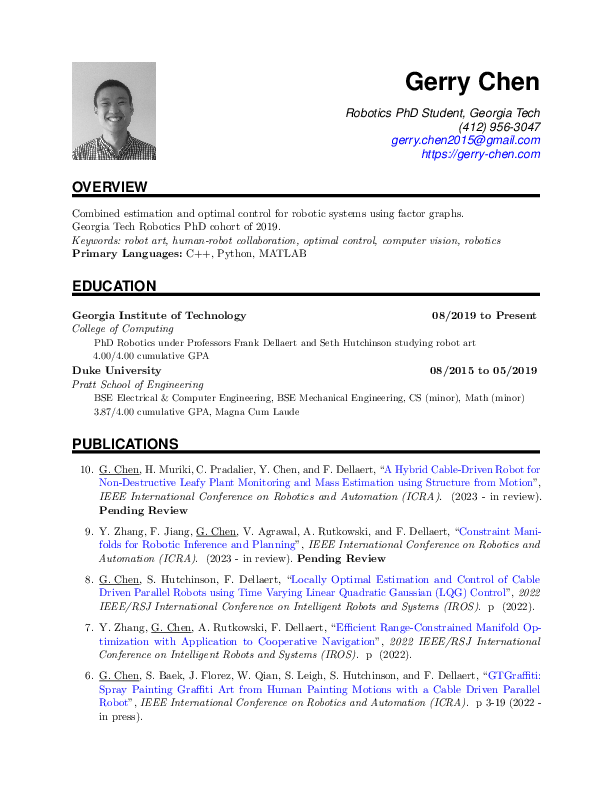 Gerry Chen
Robotics PhD Student, Georgia Tech
(412) 956-3047
gerry.chen2015@gmail.com
https://gerry-chen.com
OVERVIEW
Combined estimation and optimal control for robotic systems using factor graphs.
Georgia Tech Robotics PhD cohort of 2019.
Keywords: robot art, human-robot collaboration, optimal control, computer vision, robotics
Primary Languages: C++, Python, MATLAB
EDUCATION
Georgia Institute of Technology 08/2019 to Present
College of Computing
PhD Robotics under Professors Frank Dellaert and Seth Hutchinson studying robot art
4.00/4.00 cumulative GPA
Duke University 08/2015 to 05/2019
Pratt School of Engineering
BSE Electrical & Computer Engineering, BSE Mechanical Engineering, CS (minor), Math (minor)
3.87/4.00 cumulative GPA, Magna Cum Laude
PUBLICATIONS
10. G. Chen, H. Muriki, C. Pradalier, Y. Chen, and F. Dellaert, “A Hybrid Cable-Driven Robot for
Non-Destructive Leafy Plant Monitoring and Mass Estimation using Structure from Motion”,
IEEE International Conference on Robotics and Automation (ICRA). (2023 - in review).
Pending Review
9. Y. Zhang, F. Jiang, G. Chen, V. Agrawal, A. Rutkowski, and F. Dellaert, “Constraint Mani-
folds for Robotic Inference and Planning”, IEEE International Conference on Robotics and
Automation (ICRA). (2023 - in review). Pending Review
8. G. Chen, S. Hutchinson, F. Dellaert, “Locally Optimal Estimation and Control of Cable
Driven Parallel Robots using Time Varying Linear Quadratic Gaussian (LQG) Control”, 2022
IEEE/RSJ International Conference on Intelligent Robots and Systems (IROS). p (2022).
7. Y. Zhang, G. Chen, A. Rutkowski, F. Dellaert, “Efficient Range-Constrained Manifold Op-
timization with Application to Cooperative Navigation”, 2022 IEEE/RSJ International
Conference on Intelligent Robots and Systems (IROS). p (2022).
6. G. Chen, S. Baek, J. Florez, W. Qian, S. Leigh, S. Hutchinson, and F. Dellaert, “GTGraffiti:
Spray Painting Graffiti Art from Human Painting Motions with a Cable Driven Parallel
Robot”, IEEE International Conference on Robotics and Automation (ICRA). p 3-19 (2022 -
in press).